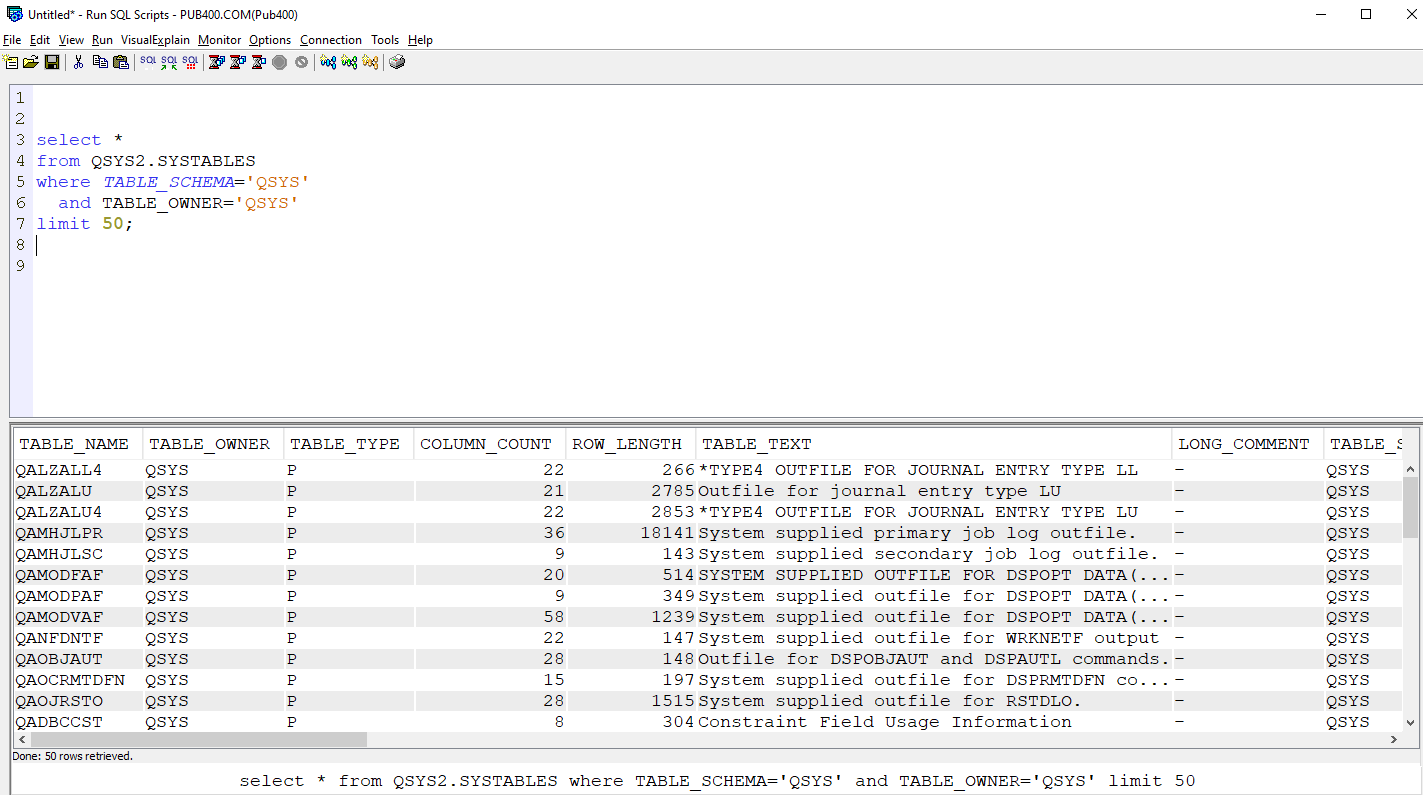 Untitled* - Run SQL Scripts - PUB400.COM(Pub400)
File Edit View Run VisualExplain Monitor Options Connection Tools Help
SQL SQL SQL
1
2
3 select *
4 from QSYS2.SYSTABLES
5 where TABLE_SCHEMA='QSYS'
6 and TABLE_OWNER='QSYS'
7 limit 50;
8
9
TABLE_NAME TABLE_OWNER TABLE_TYPE COLUMN_COUNT ROW_LENGTH TABLE_TEXT LONG_COMMENT TABLE_S
QALZALL4 QSYS P 22 266 *TYPE4 OUTFILE FOR JOURNAL ENTRY TYPE LL - QSYS
QALZALU QSYS P 21 2785 Outfile for journal entry type LU - QSYS
QALZALU4 QSYS P 22 2853 *TYPE4 OUTFILE FOR JOURNAL ENTRY TYPE LU - QSYS
QAMHJLPR QSYS P 36 18141 System supplied primary job log outfile. - QSYS
QAMHJLSC QSYS P 9 143 System supplied secondary job log outfile. - QSYS
QAMODFAF QSYS P 20 514 SYSTEM SUPPLIED OUTFILE FOR DSPOPT DATA(... - QSYS
QAMODPAF QSYS P 9 349 System supplied outfile for DSPOPT DATA(... - QSYS
QAMODVAF QSYS P 58 1239 System supplied outfile for DSPOPT DATA(... - QSYS
QANFDNTF QSYS P 22 147 System supplied outfile for WRKNETF output - QSYS
QAOBJAUT QSYS P 28 148 Outfile for DSPOBJAUT and DSPAUTL commands. - QSYS
QAOCRMTDFN QSYS P 15 197 System supplied outfile for DSPRMTDFN co... - QSYS
QAOJRSTO QSYS P 28 1515 System supplied outfile for RSTDLO. - QSYS
QADBCCST QSYS P 8 304 Constraint Field Usage Information - QSYS
Done: 50 rows retrieved.
select * from QSYS2.SYSTABLES where TABLE_SCHEMA='QSYS' and TABLE_OWNER='QSYS' limit 50